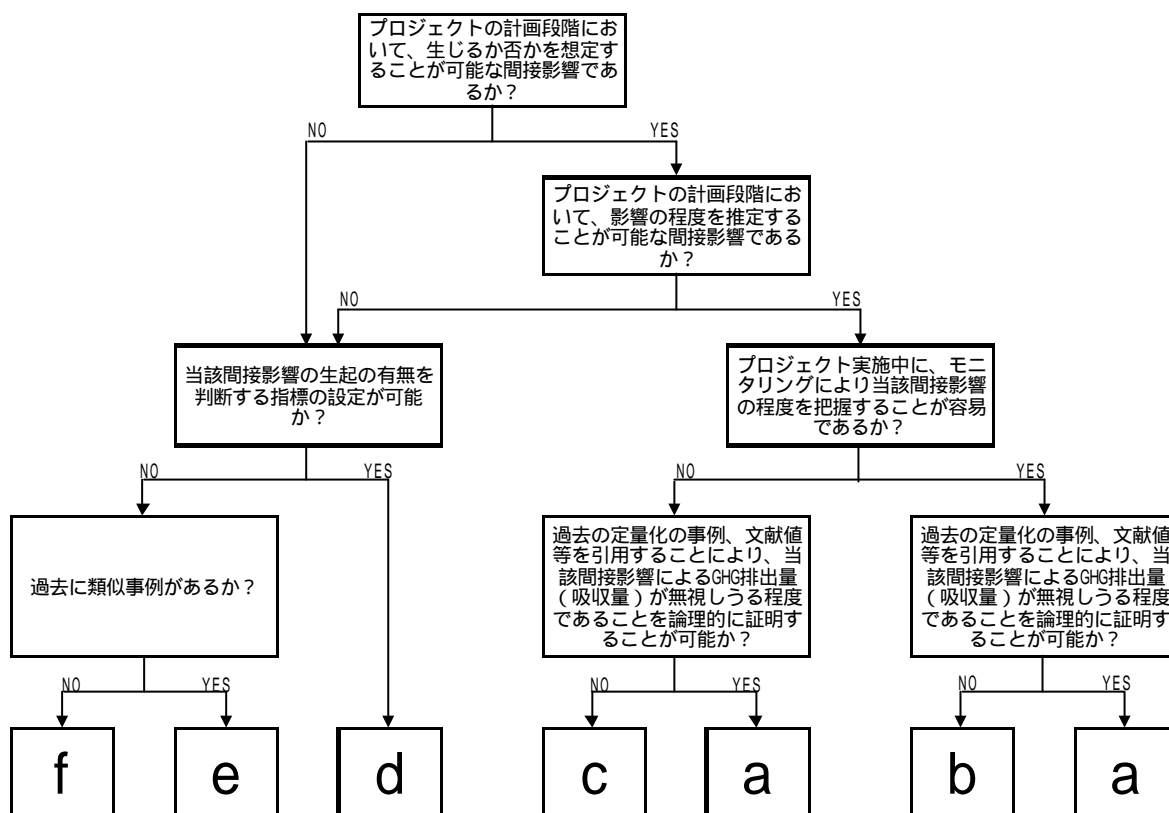 プロジェクトの計画段階にお
いて、生じるか否かを想定す
ることが可能な間接影響であ
るか？
NO
YES
プロジェクトの計画段階にお
いて、影響の程度を推定する
ことが可能な間接影響である
か？
NO
YES
当該間接影響の生起の有無を
判断する指標の設定が可能
か？
プロジェクト実施中に、モニ
タリングにより当該間接影響
の程度を把握することが容易
であるか？
NO
YES
NO
YES
過去に類似事例があるか？
過去の定量化の事例、文献値
等を引用することにより、当
該間接影響によるGHG排出量
（吸収量）が無視しうる程度
であることを論理的に証明す
ることが可能か？
過去の定量化の事例、文献値
等を引用することにより、当
該間接影響によるGHG排出量
（吸収量）が無視しうる程度
であることを論理的に証明す
ることが可能か？
NO
YES
NO
YES
NO
YES
f
e
d
c
a
b
a